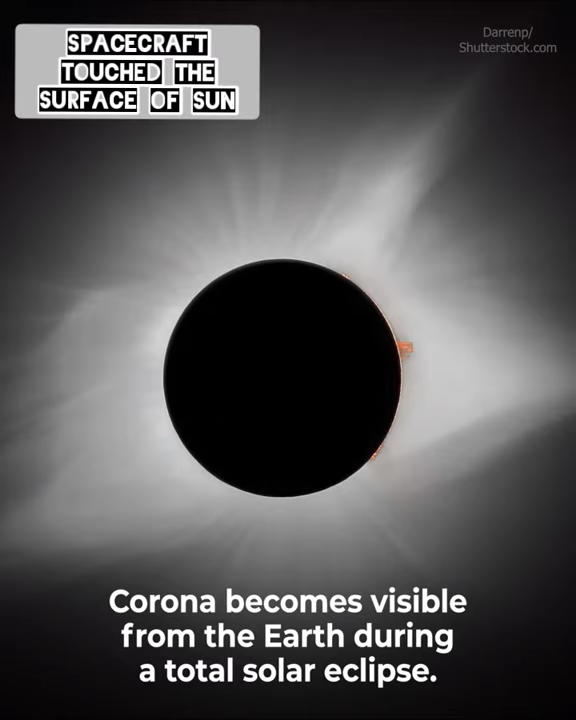 SPACECRAFT
TOUCHED THE
SURFACE OF SUN
Darrenp/
Shutterstock.com
Corona becomes visible
from the Earth during
a total solar eclipse.